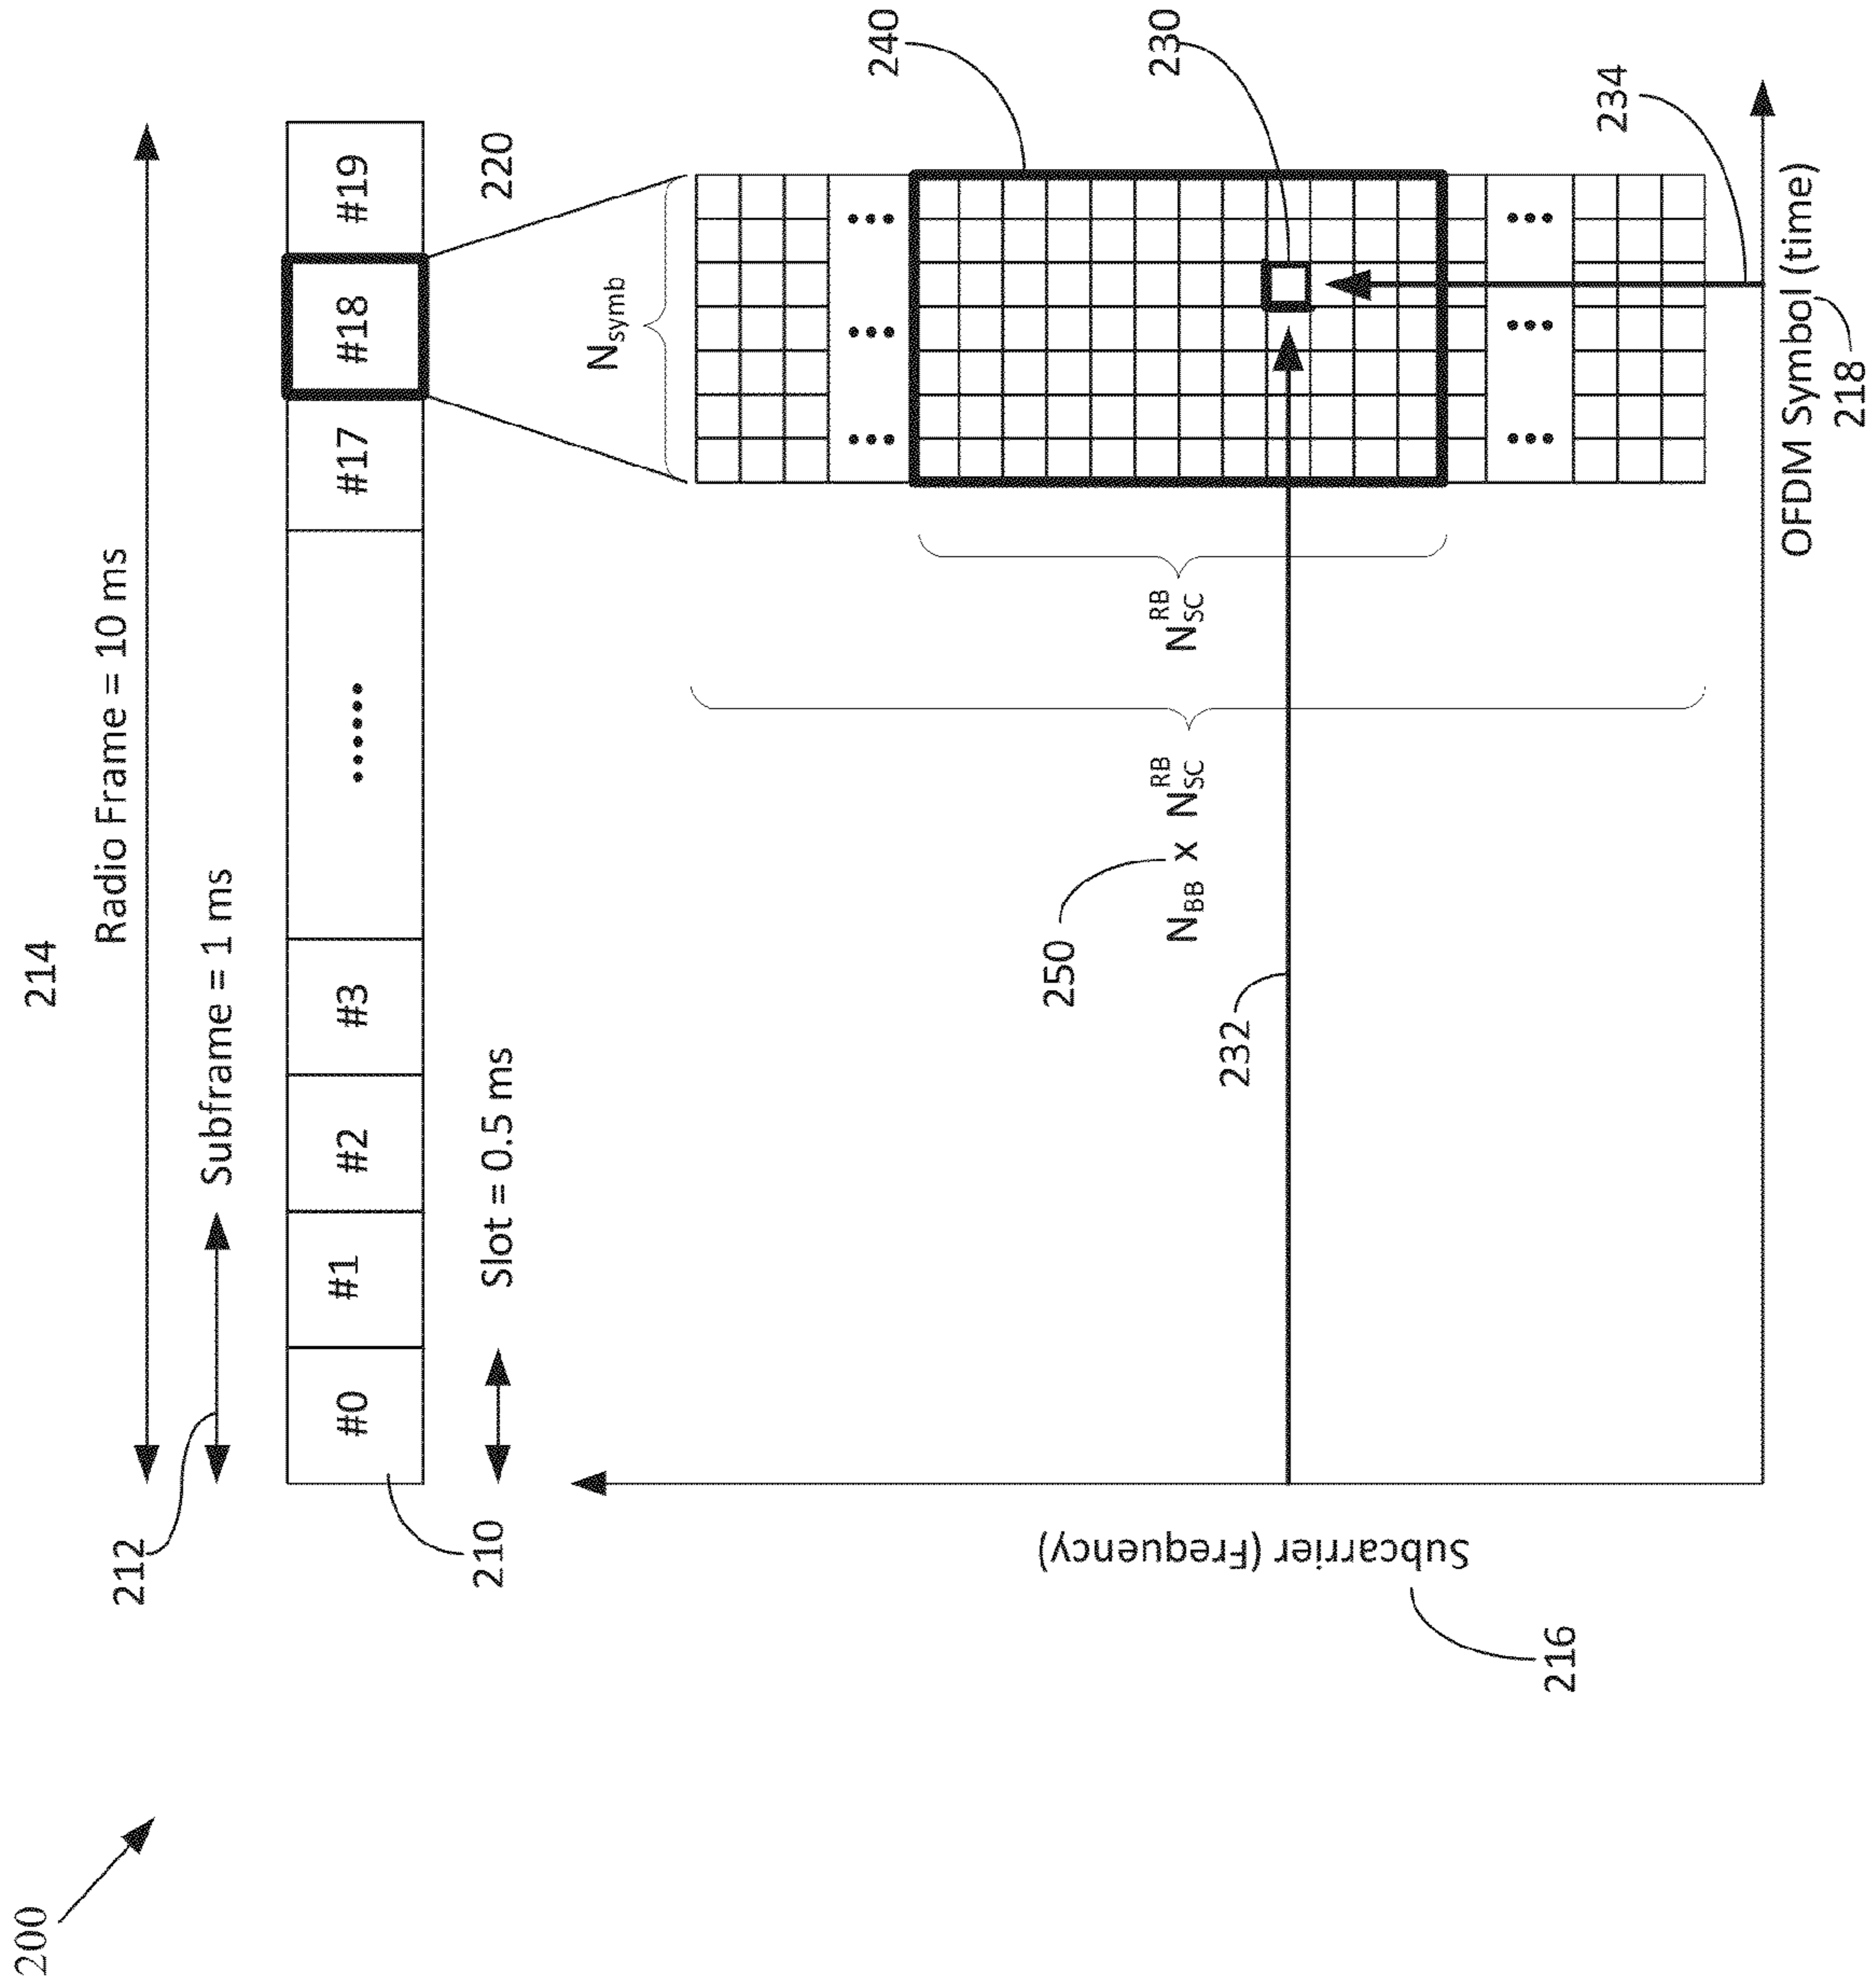 200
214
Radio Frame = 10 ms
212
Subframe = 1 ms
#0 #1 #2 #3 ...... #17 #18 #19
210
Slot = 0.5 ms
220
N_symb
240
... ... ...
250
N_BB x N_SC^RB
N_SC^RB
230
232
Subcarrier (Frequency)
216
... ... ...
234
OFDM Symbol (time)
218